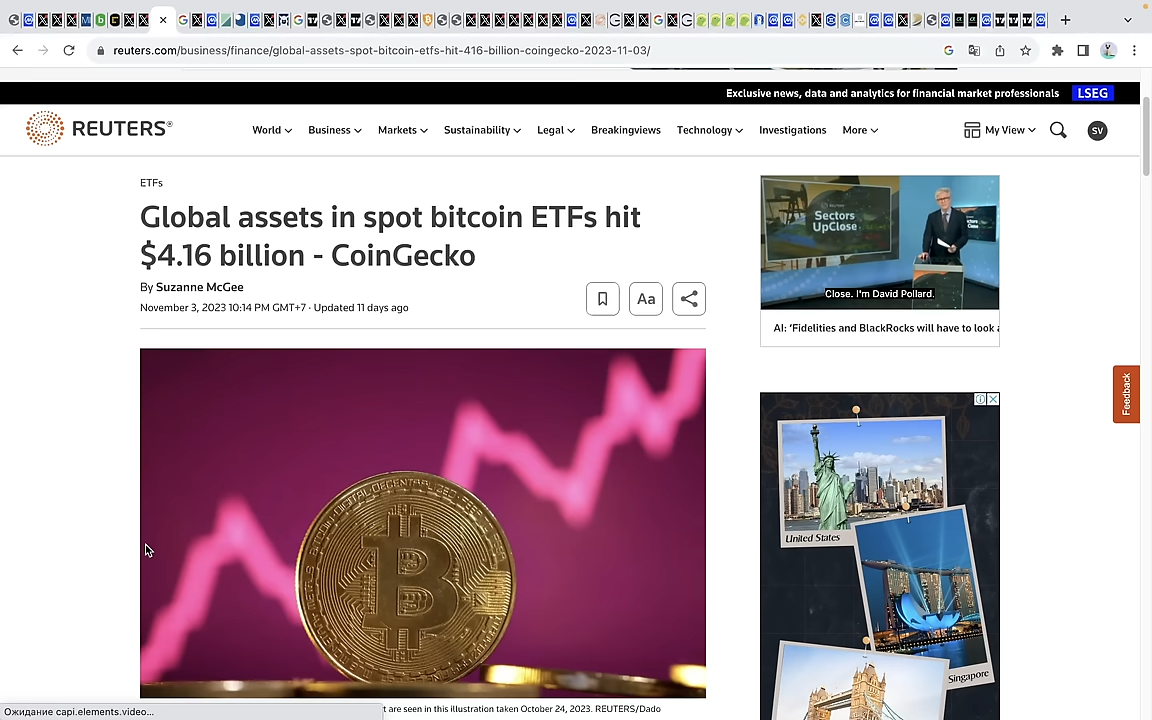 reuters.com/business/finance/global-assets-spot-bitcoin-etfs-hit-416-billion-coingecko-2023-11-03/
Exclusive news, data and analytics for financial market professionals LSEG
REUTERS®
World Business Markets Sustainability Legal Breakingviews Technology Investigations More My View SV
ETFs
Global assets in spot bitcoin ETFs hit
$4.16 billion - CoinGecko
By Suzanne McGee
November 3, 2023 10:14 PM GMT+7 · Updated 11 days ago
Aa
Sectors
UpClose
Close. I'm David Pollard.
AI: ‘Fidelities and BlackRocks will have to look
Feedback
United States
Singapore
are seen in this illustration taken October 24, 2023. REUTERS/Dado
Ожидание capi.elements.video...